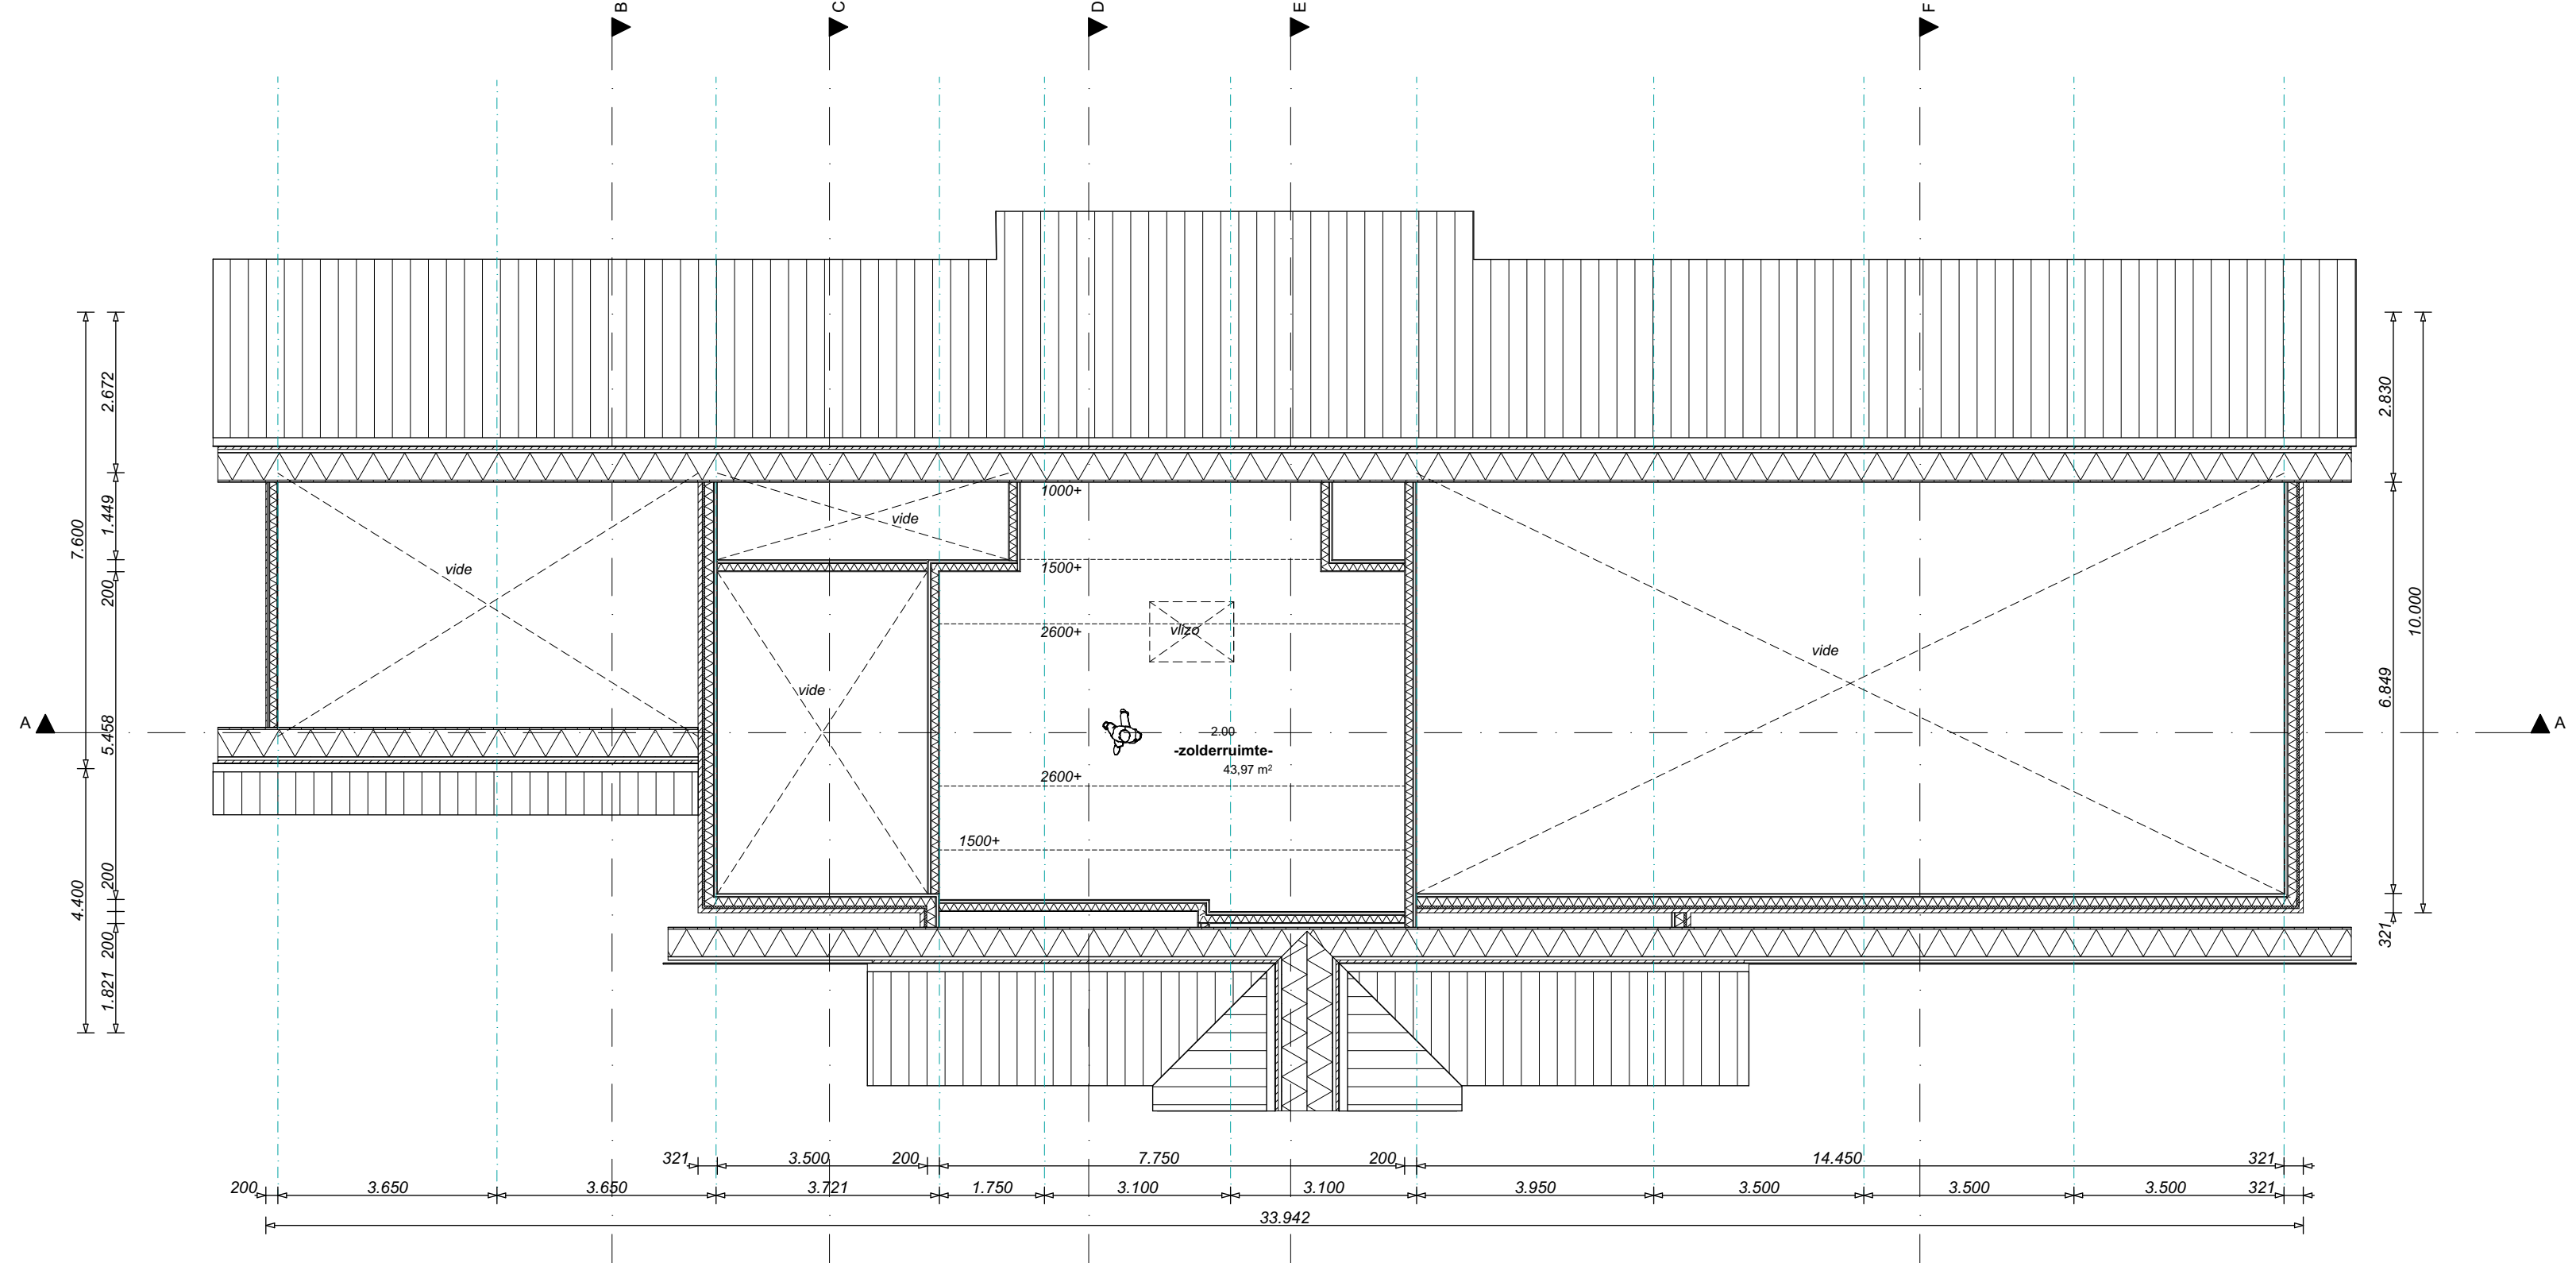 B
C
D
E
F
2.672
1.449
200
5.458
200
200
1.821
7.600
4.400
2.830
6.849
321
10.000
1000+
vide
1500+
vide
2600+
vlizo
vide
vide
A
A
2.00
-zolderruimte-
43,97 m²
2600+
1500+
321
3.500
200
7.750
200
14.450
321
200
3.650
3.650
3.721
1.750
3.100
3.100
3.950
3.500
3.500
3.500
321
33.942